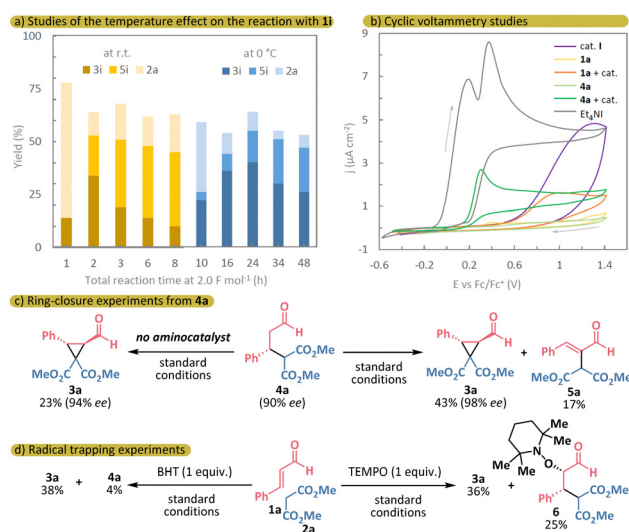 a) Studies of the temperature effect on the reaction with 1i
b) Cyclic voltammetry studies
at r.t.
3i 5i 2a
at 0 °C
3i 5i 2a
Yield (%)
100
75
50
25
0
1 2 3 6 8 10 16 24 34 48
Total reaction time at 2.0 F mol⁻¹ (h)
cat. I
1a
1a + cat.
4a
4a + cat.
Et₄NI
j (μA cm⁻²)
9
7
5
3
1
-1
-0.6 -0.2 0.2 0.6 1.0 1.4
E vs Fc/Fc⁺ (V)
c) Ring-closure experiments from 4a
Ph
O
H
MeO₂C CO₂Me
3a
23% (94% ee)
no aminocatalyst
standard
conditions
O
H
Ph
CO₂Me
CO₂Me
4a
(90% ee)
standard
conditions
Ph
O
H
MeO₂C CO₂Me
3a
43% (98% ee)
+
O
Ph
H
MeO₂C CO₂Me
5a
17%
d) Radical trapping experiments
3a + 4a
38% 4%
BHT (1 equiv.)
standard
conditions
O
H
Ph
CO₂Me
1a
CO₂Me
2a
TEMPO (1 equiv.)
standard
conditions
3a +
36%
Me
Me
N
Me
Me
O
O
H
Ph
CO₂Me
6
CO₂Me
25%